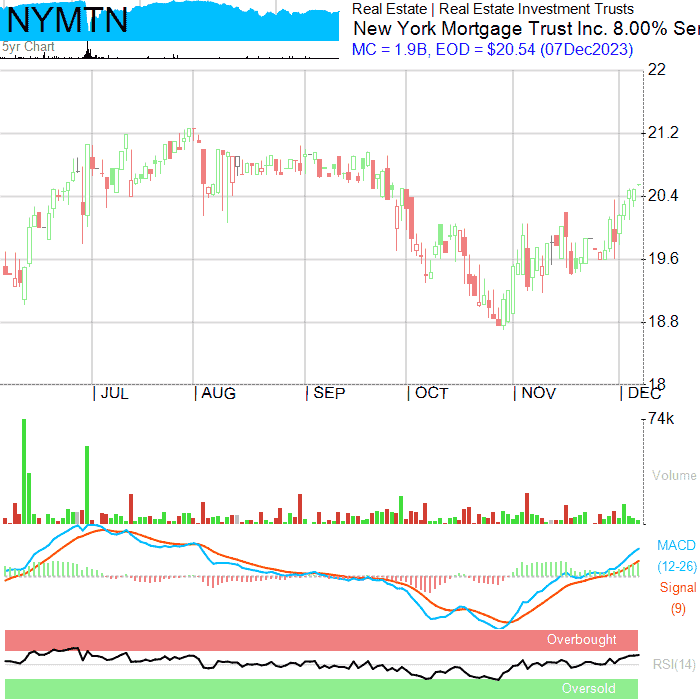 NYMTN
5yr Chart
Real Estate | Real Estate Investment Trusts
New York Mortgage Trust Inc. 8.00% Ser
MC = 1.9B, EOD = $20.54 (07Dec2023)
22
21.2
20.4
19.6
18.8
18
| JUL
| AUG
| SEP
| OCT
| NOV
| DEC
74k
Volume
MACD
(12-26)
Signal
(9)
Overbought
RSI(14)
Oversold